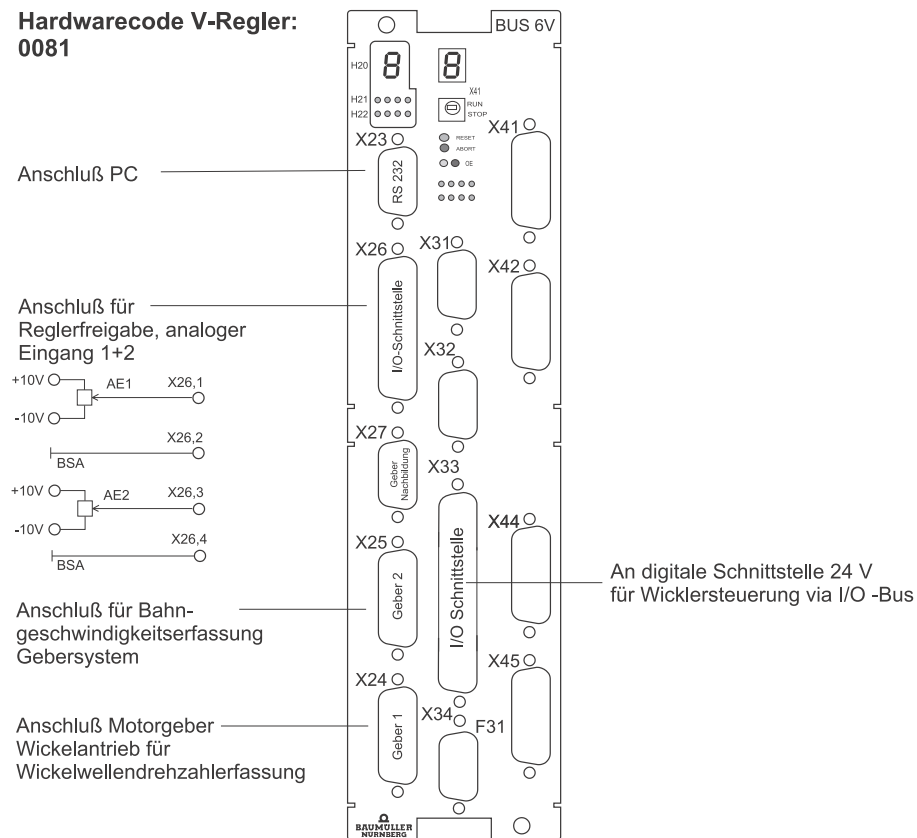 Hardwarecode V-Regler:
0081
BUS 6V
H20
8
8
H21
H22
X41
RUN
STOP
RESET
ABORT
OE
X23
RS 232
X41
Anschluß PC
X26
I/O-Schnittstelle
X31
X42
Anschluß für
Reglerfreigabe, analoger
Eingang 1+2
X32
+10V
AE1
X26,1
-10V
X26,2
BSA
+10V
AE2
X26,3
-10V
X26,4
BSA
X27
Geber
Nachbildung
X33
I/O Schnittstelle
X25
Geber 2
X44
An digitale Schnittstelle 24 V
für Wicklersteuerung via I/O -Bus
Anschluß für Bahn-
geschwindigkeitserfassung
Gebersystem
X24
Geber 1
X45
X34
F31
Anschluß Motorgeber
Wickelantrieb für
Wickelwellendrehzahlerfassung
BAUMÜLLER
NÜRNBERG